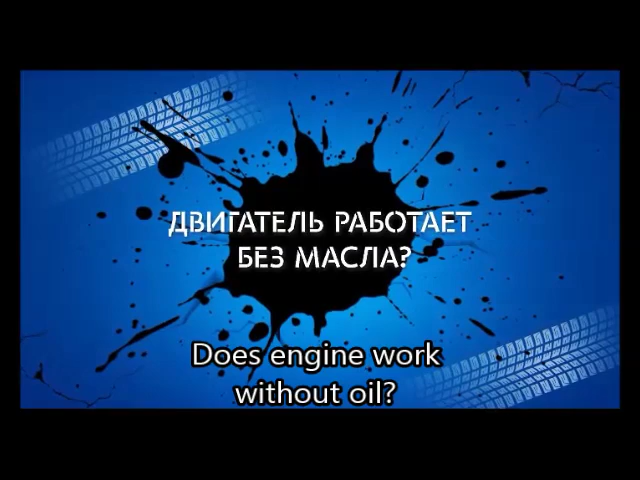 ДВИГАТЕЛЬ РАБОТАЕТ
БЕЗ МАСЛА?
Does engine work
without oil?